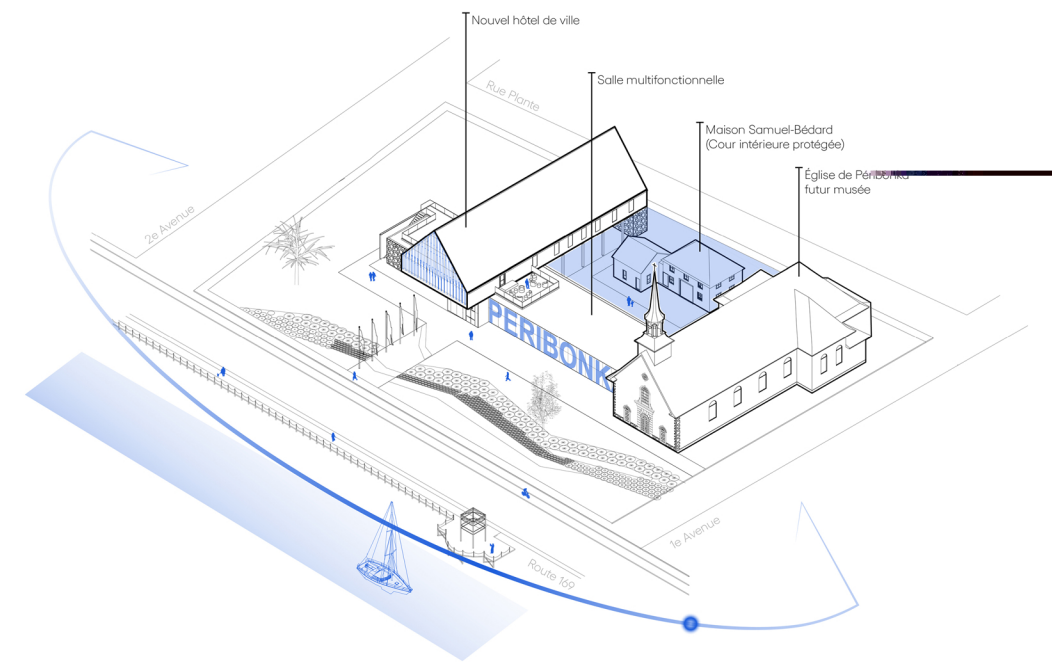 Nouvel hôtel de ville
Salle multifonctionnelle
Rue Plante
Maison Samuel-Bédard
(Cour intérieure protégée)
Église de Péribonka
futur musée
2e Avenue
PERIBONK
1e Avenue
Route 169